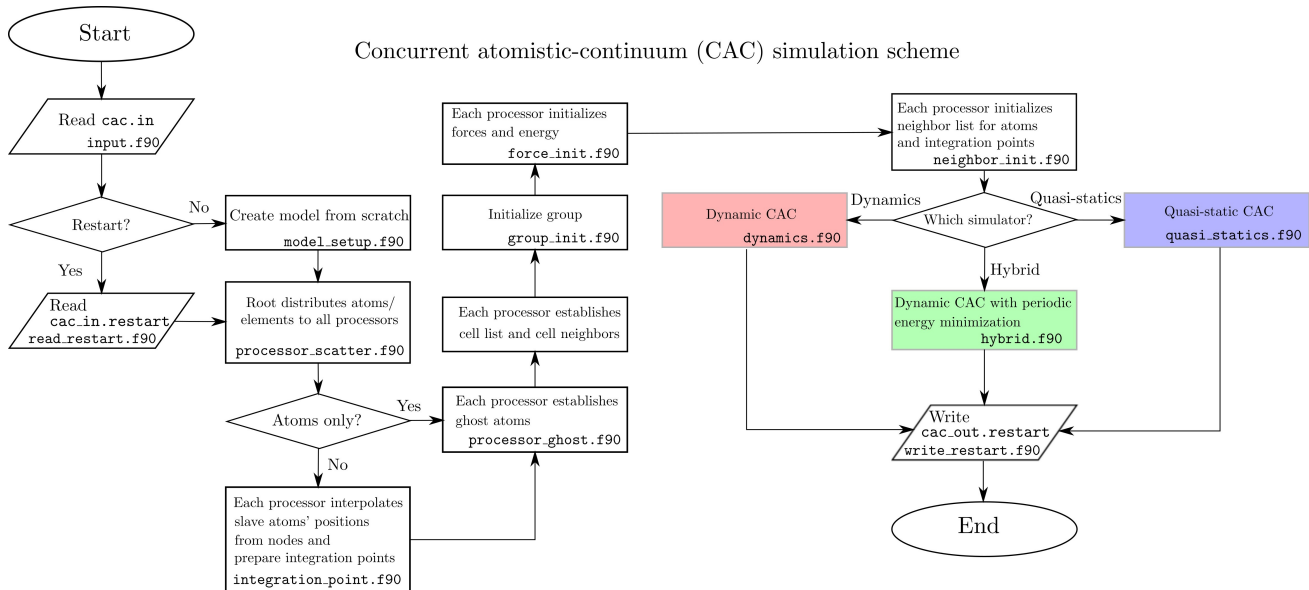 Start
Concurrent atomistic-continuum (CAC) simulation scheme
Read cac.in
input.f90
Restart?
No
Yes
Create model from scratch
model_setup.f90
Read
cac_in.restart
read_restart.f90
Root distributes atoms/
elements to all processors
processor_scatter.f90
Atoms only?
Yes
No
Each processor interpolates
slave atoms' positions
from nodes and
prepare integration points
integration_point.f90
Each processor establishes
ghost atoms
processor_ghost.f90
Each processor establishes
cell list and cell neighbors
Initialize group
group_init.f90
Each processor initializes
forces and energy
force_init.f90
Each processor initializes
neighbor list for atoms
and integration points
neighbor_init.f90
Which simulator?
Dynamics
Quasi-statics
Hybrid
Dynamic CAC
dynamics.f90
Quasi-static CAC
quasi_statics.f90
Dynamic CAC with periodic
energy minimization
hybrid.f90
Write
cac_out.restart
write_restart.f90
End